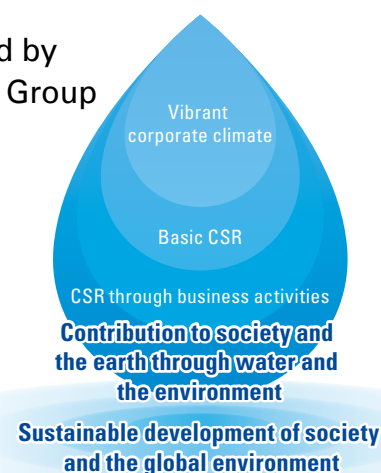 d by
Group
Vibrant
corporate climate
Basic CSR
CSR through business activities
Contribution to society and
the earth through water and
the environment
Sustainable development of society
and the global environment